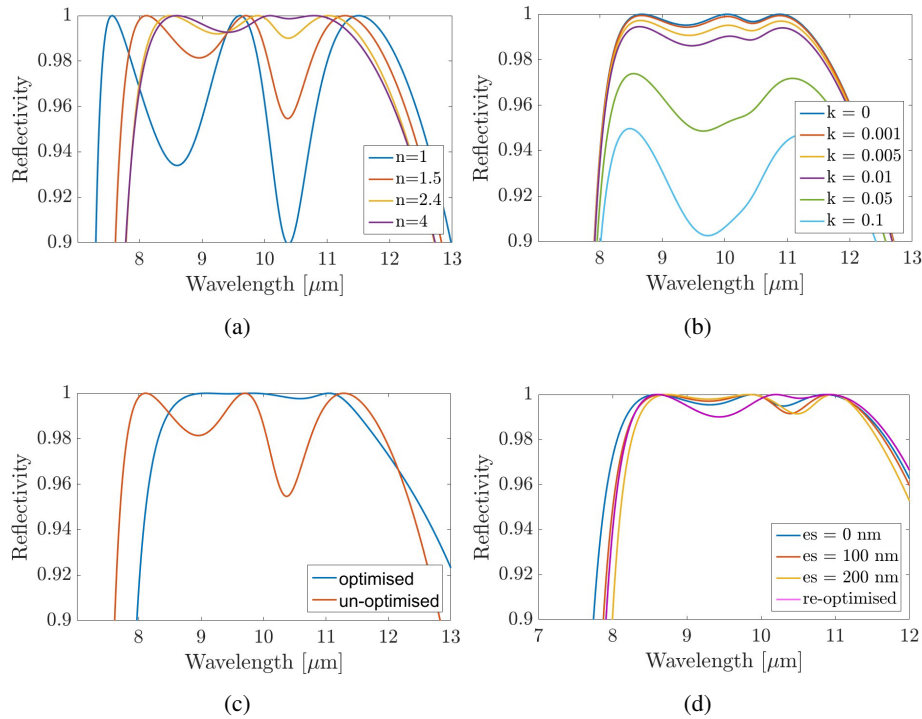 1
0.98
0.96
0.94
0.92
0.9
Reflectivity
8
9
10
11
12
13
Wavelength [μm]
n=1
n=1.5
n=2.4
n=4
(a)
1
0.98
0.96
0.94
0.92
0.9
Reflectivity
8
9
10
11
12
13
Wavelength [μm]
k = 0
k = 0.001
k = 0.005
k = 0.01
k = 0.05
k = 0.1
(b)
1
0.98
0.96
0.94
0.92
0.9
Reflectivity
8
9
10
11
12
13
Wavelength [μm]
optimised
un-optimised
(c)
1
0.98
0.96
0.94
0.92
0.9
Reflectivity
7
8
9
10
11
12
Wavelength [μm]
es = 0 nm
es = 100 nm
es = 200 nm
re-optimised
(d)